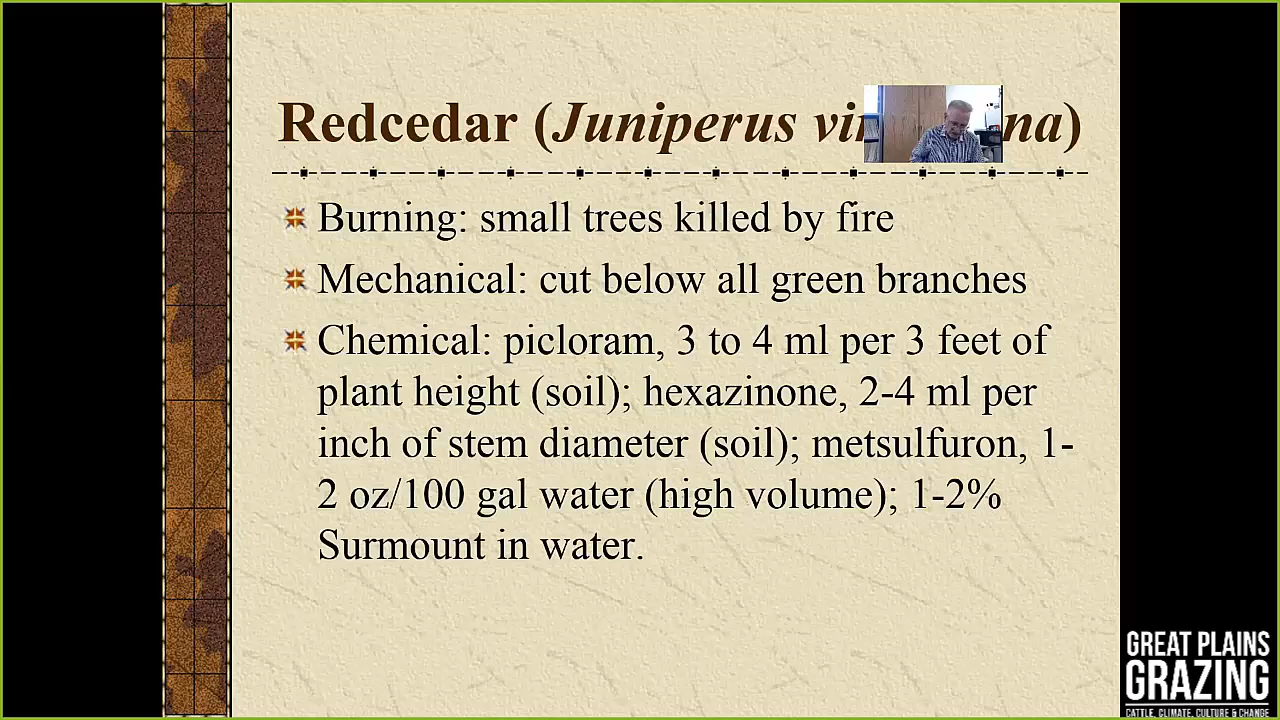 Redcedar (Juniperus vir na)
Burning: small trees killed by fire
Mechanical: cut below all green branches
Chemical: picloram, 3 to 4 ml per 3 feet of
plant height (soil); hexazinone, 2-4 ml per
inch of stem diameter (soil); metsulfuron, 1-
2 oz/100 gal water (high volume); 1-2%
Surmount in water.
GREAT PLAINS
GRAZING
CATTLE, CLIMATE, CULTURE & CHANGE